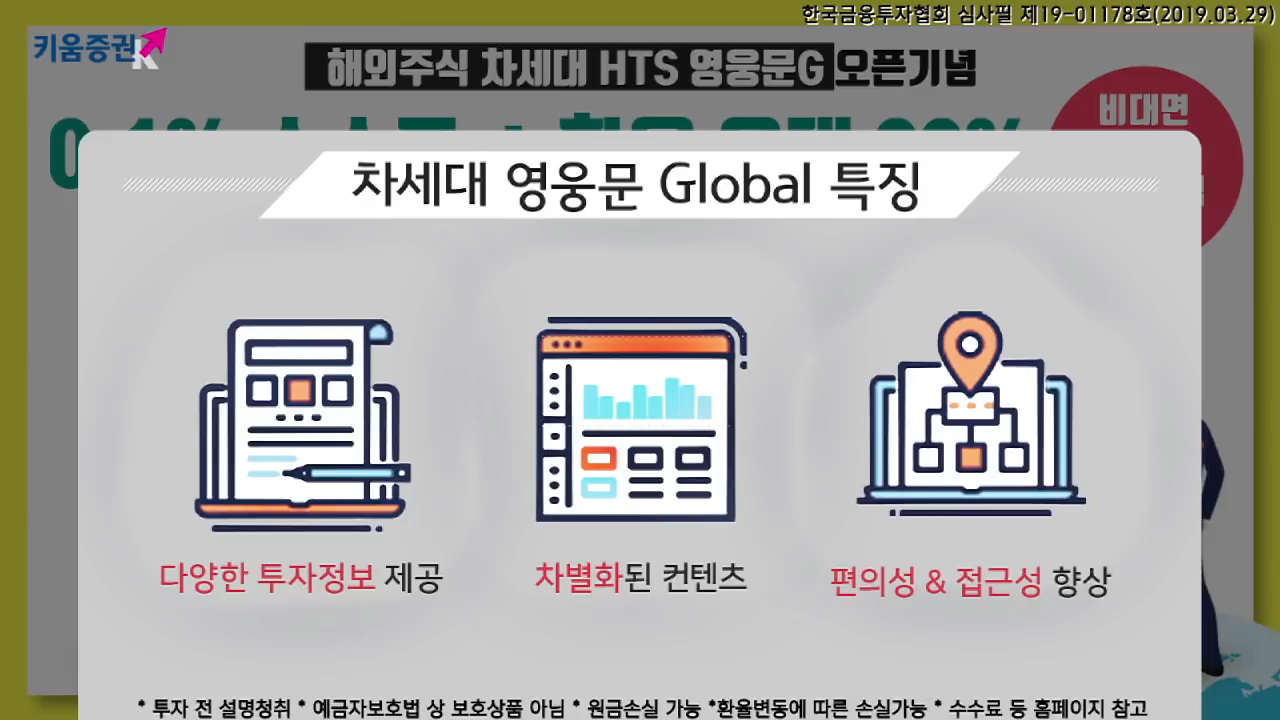 한국금융투자협회 심사필 제19-01178호(2019.03.29)
키움증권
해외주식 차세대 HTS 영웅문G 오픈기념
비대면
차세대 영웅문 Global 특징
다양한 투자정보 제공
차별화된 컨텐츠
편의성 & 접근성 향상
* 투자 전 설명청취 * 예금자보호법 상 보호상품 아님 * 원금손실 가능 *환율변동에 따른 손실가능 * 수수료 등 홈페이지 참고